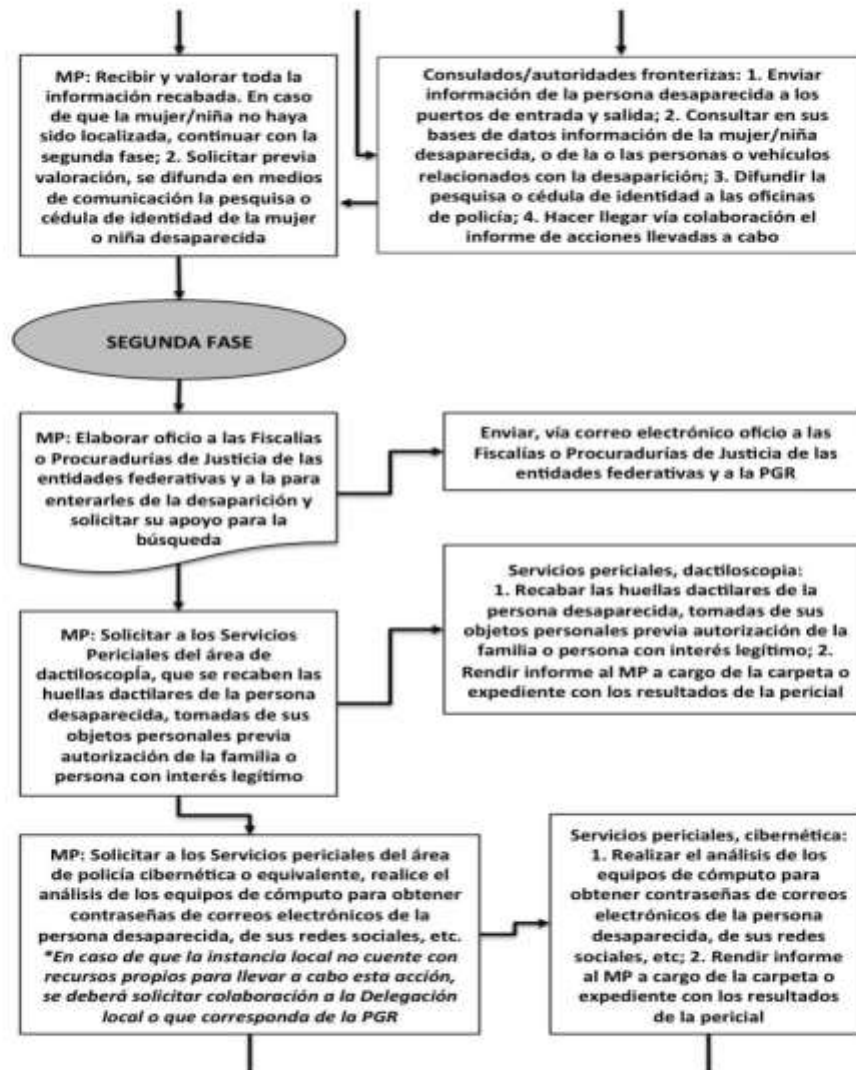 MP: Recibir y valorar toda la
información recabada. En caso
de que la mujer/niña no haya
sido localizada, continuar con la
segunda fase; 2. Solicitar previa
valoración, se difunda en medios
de comunicación la pesquisa o
cédula de identidad de la mujer
o niña desaparecida
Consulados/autoridades fronterizas: 1. Enviar
información de la persona desaparecida a los
puertos de entrada y salida; 2. Consultar en sus
bases de datos información de la mujer/niña
desaparecida, o de la o las personas o vehículos
relacionados con la desaparición; 3. Difundir la
pesquisa o cédula de identidad a las oficinas
de policía; 4. Hacer llegar vía colaboración el
informe de acciones llevadas a cabo
SEGUNDA FASE
MP: Elaborar oficio a las Fiscalías
o Procuradurías de Justicia de las
entidades federativas y a la para
enterarles de la desaparición y
solicitar su apoyo para la
búsqueda
Enviar, vía correo electrónico oficio a las
Fiscalías o Procuradurías de Justicia de las
entidades federativas y a la PGR
MP: Solicitar a los Servicios
Periciales del área de
dactiloscopía, que se recaben las
huellas dactilares de la persona
desaparecida, tomadas de sus
objetos personales previa
autorización de la familia o
persona con interés legítimo
Servicios periciales, dactiloscopia:
1. Recabar las huellas dactilares de la
persona desaparecida, tomadas de sus
objetos personales previa autorización de la
familia o persona con interés legítimo; 2.
Rendir informe al MP a cargo de la carpeta o
expediente con los resultados de la pericial
MP: Solicitar a los Servicios periciales del área
de policía cibernética o equivalente, realice el
análisis de los equipos de cómputo para obtener
contraseñas de correos electrónicos de la
persona desaparecida, de sus redes sociales, etc.
*En caso de que la instancia local no cuente con
recursos propios para llevar a cabo esta acción,
se deberá solicitar colaboración a la Delegación
local o que corresponda de la PGR
Servicios periciales, cibernética:
1. Realizar el análisis de los
equipos de cómputo para
obtener contraseñas de correos
electrónicos de la persona
desaparecida, de sus redes
sociales, etc; 2. Rendir informe
al MP a cargo de la carpeta o
expediente con los resultados
de la pericial